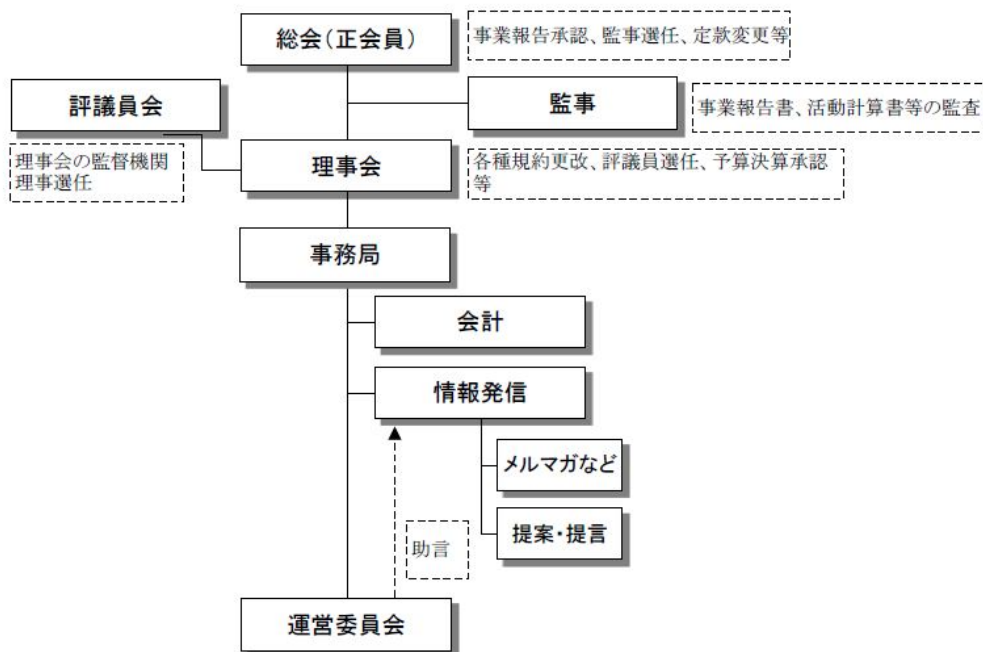 総会(正会員)
事業報告承認、監事選任、定款変更等
評議員会
監事
事業報告書、活動計算書等の監査
理事会の監督機関
理事選任
理事会
各種規約更改、評議員選任、予算決算承認
等
事務局
会計
情報発信
メルマガなど
提案・提言
助言
運営委員会